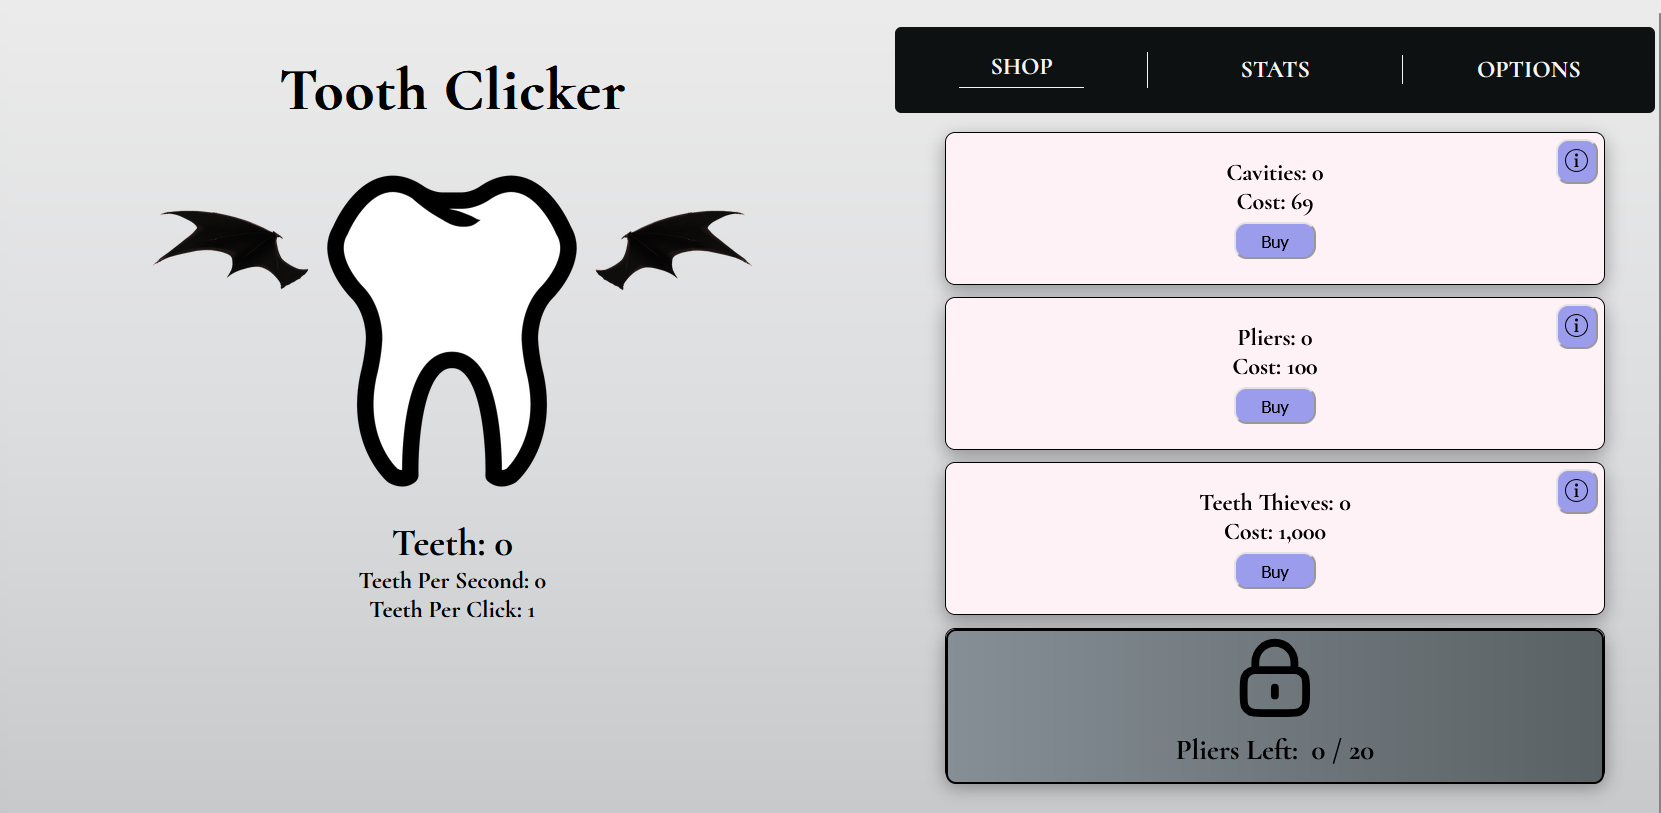 Tooth Clicker
Teeth: 0
Teeth Per Second: 0
Teeth Per Click: 1
SHOP
STATS
OPTIONS
Cavities: 0
Cost: 69
Buy
Pliers: 0
Cost: 100
Buy
Teeth Thieves: 0
Cost: 1,000
Buy
Pliers Left: 0 / 20